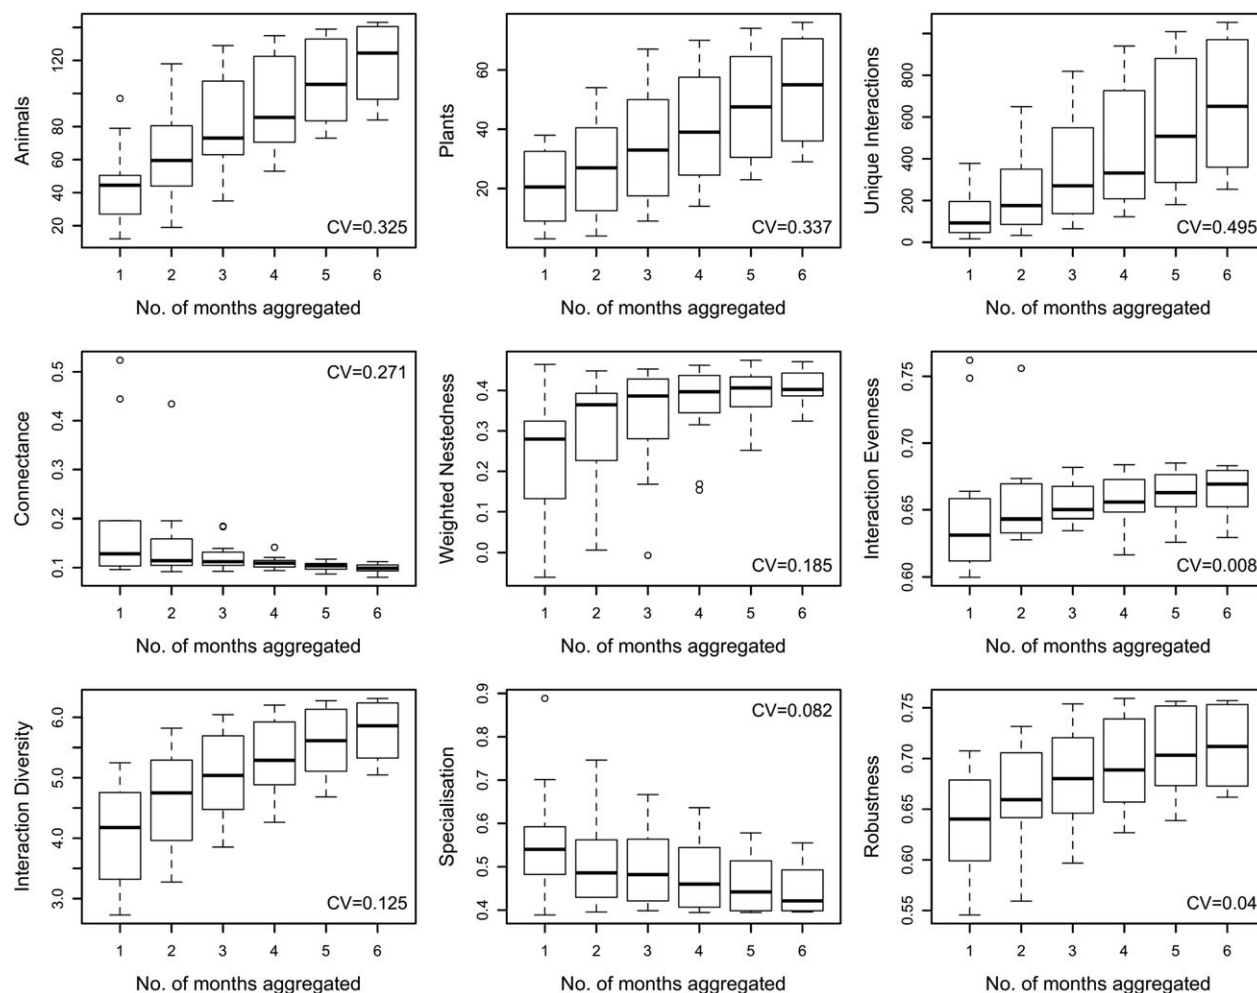 Animals
120
80
60
40
20
CV=0.325
1 2 3 4 5 6
No. of months aggregated
Plants
60
40
20
CV=0.337
1 2 3 4 5 6
No. of months aggregated
Unique Interactions
800
600
400
200
0
CV=0.495
1 2 3 4 5 6
No. of months aggregated
Connectance
0.5
0.4
0.3
0.2
0.1
CV=0.271
1 2 3 4 5 6
No. of months aggregated
Weighted Nestedness
0.4
0.3
0.2
0.1
0.0
CV=0.185
1 2 3 4 5 6
No. of months aggregated
Interaction Evenness
0.75
0.70
0.65
0.60
CV=0.008
1 2 3 4 5 6
No. of months aggregated
Interaction Diversity
6.0
5.0
4.0
3.0
CV=0.125
1 2 3 4 5 6
No. of months aggregated
Specialisation
0.9
0.8
0.7
0.6
0.5
0.4
CV=0.082
1 2 3 4 5 6
No. of months aggregated
Robustness
0.75
0.70
0.65
0.60
0.55
CV=0.04
1 2 3 4 5 6
No. of months aggregated